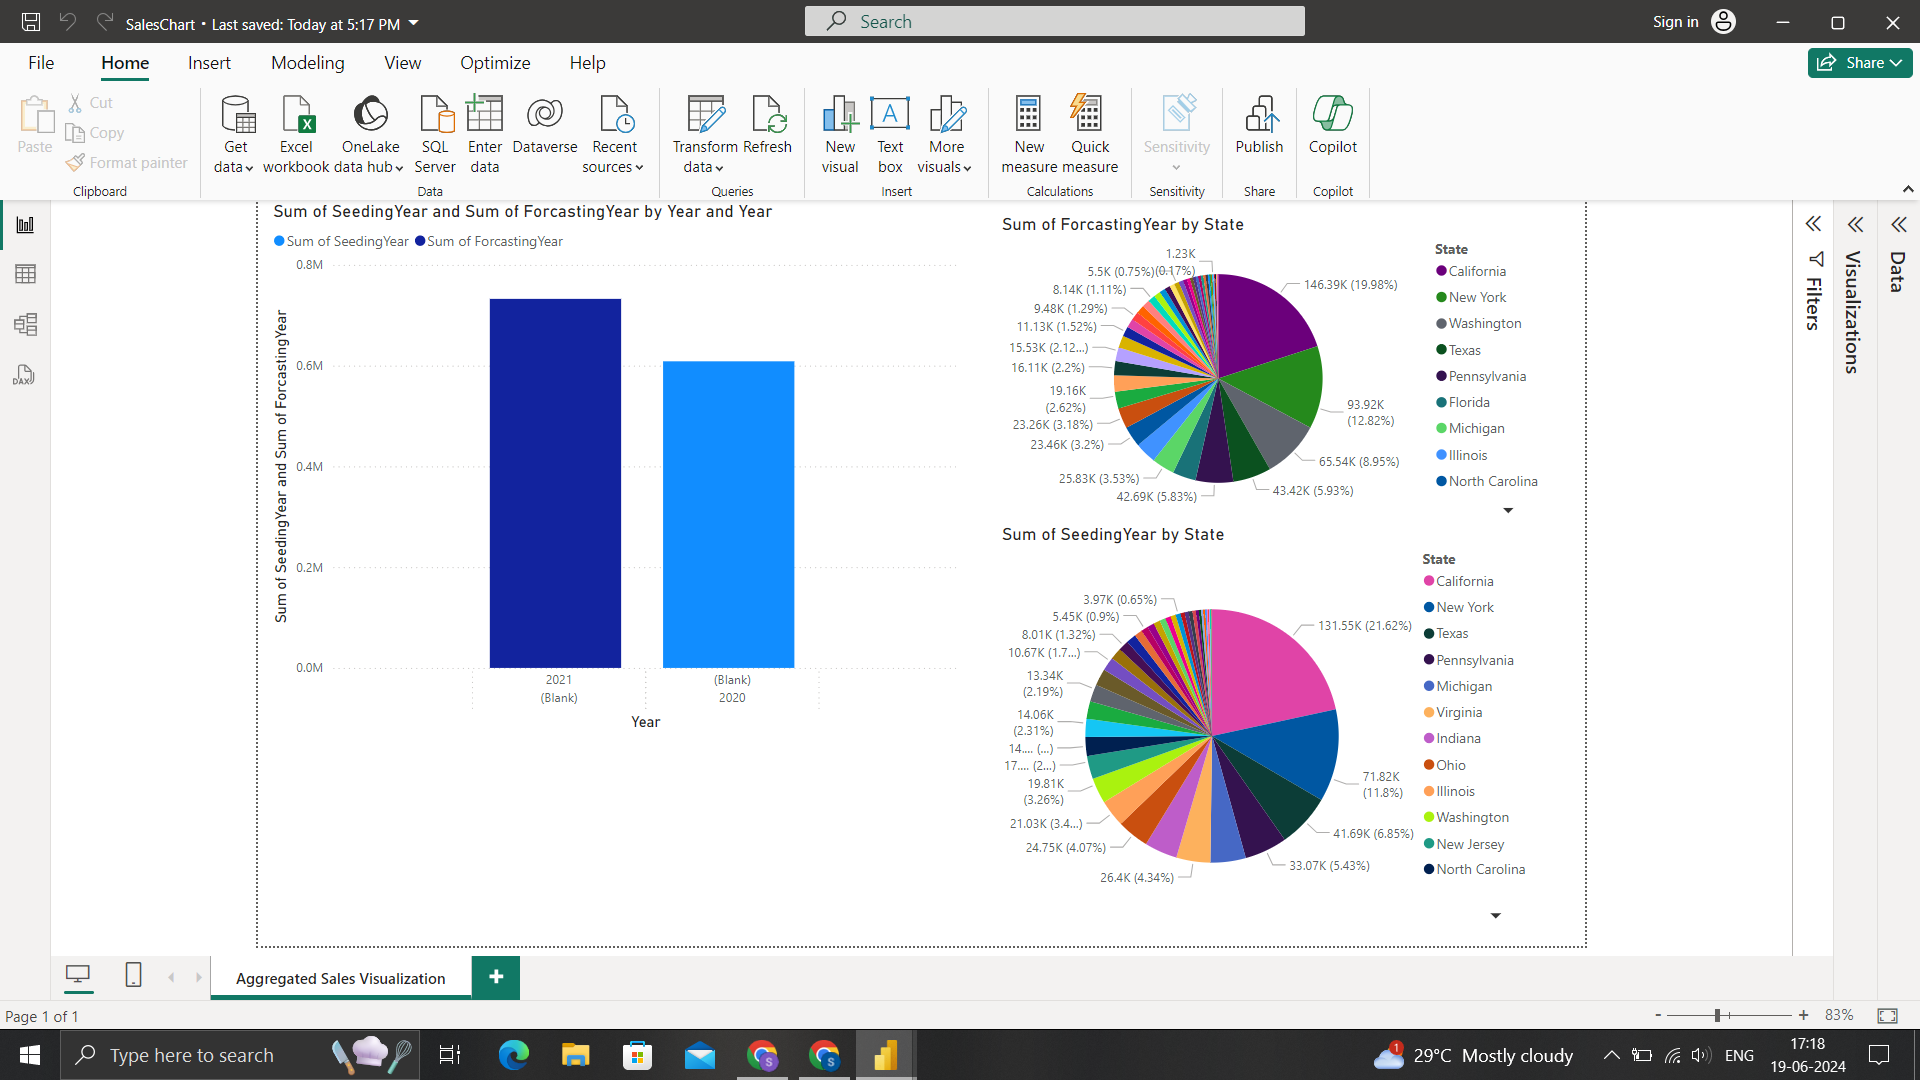 SalesChart • Last saved: Today at 5:17 PM
Search
Sign in
File Home Insert Modeling View Optimize Help
Share
Paste
Cut
Copy
Format painter
Clipboard
Get data
Excel workbook
OneLake data hub
SQL Server
Enter data
Dataverse
Recent sources
Data
Transform data
Refresh
Queries
New visual
A
Text box
More visuals
Insert
New measure
Quick measure
Calculations
Sensitivity
Sensitivity
Publish
Share
Copilot
Copilot
DAX
Sum of SeedingYear and Sum of ForcastingYear by Year and Year
Sum of SeedingYear Sum of ForcastingYear
Sum of SeedingYear and Sum of ForcastingYear
0.8M
0.6M
0.4M
0.2M
0.0M
2021 (Blank)
(Blank) 2020
Year
Sum of ForcastingYear by State
1.23K
(0.17%)
5.5K (0.75%)
8.14K (1.11%)
9.48K (1.29%)
11.13K (1.52%)
15.53K (2.12...)
16.11K (2.2%)
19.16K
(2.62%)
23.26K (3.18%)
23.46K (3.2%)
25.83K (3.53%)
42.69K (5.83%)
43.42K (5.93%)
65.54K (8.95%)
93.92K
(12.82%)
146.39K (19.98%)
State
California
New York
Washington
Texas
Pennsylvania
Florida
Michigan
Illinois
North Carolina
Sum of SeedingYear by State
3.97K (0.65%)
5.45K (0.9%)
8.01K (1.32%)
10.67K (1.7...)
13.34K
(2.19%)
14.06K
(2.31%)
14.... (...)
17.... (2...)
19.81K
(3.26%)
21.03K (3.4...)
24.75K (4.07%)
26.4K (4.34%)
33.07K (5.43%)
41.69K (6.85%)
71.82K
(11.8%)
131.55K (21.62%)
State
California
New York
Texas
Pennsylvania
Michigan
Virginia
Indiana
Ohio
Illinois
Washington
New Jersey
North Carolina
Filters
Visualizations
Data
Aggregated Sales Visualization
Page 1 of 1
- + 83%
Type here to search
S
S
1
29°C Mostly cloudy
ENG
17:18
19-06-2024